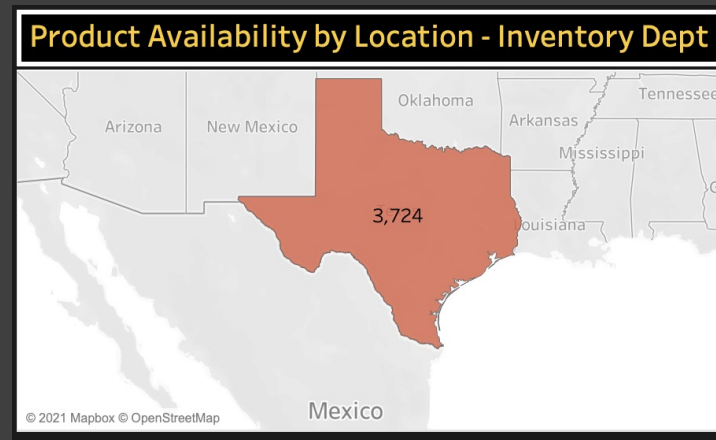 Product Availability by Location - Inventory Dept
Oklahoma
Tennessee
Arizona
New Mexico
Arkansas
Mississippi
3,724
Louisiana
Mexico
© 2021 Mapbox © OpenStreetMap